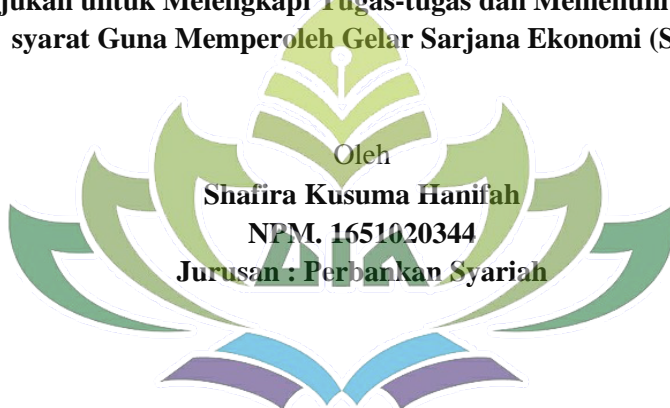 jukan untuk Melengkapi Tugas-tugas dan Memenuhi
syarat Guna Memperoleh Gelar Sarjana Ekonomi (S
Oleh
Shafira Kusuma Hanifah
NPM. 1651020344
Jurusan : Perbankan Syariah